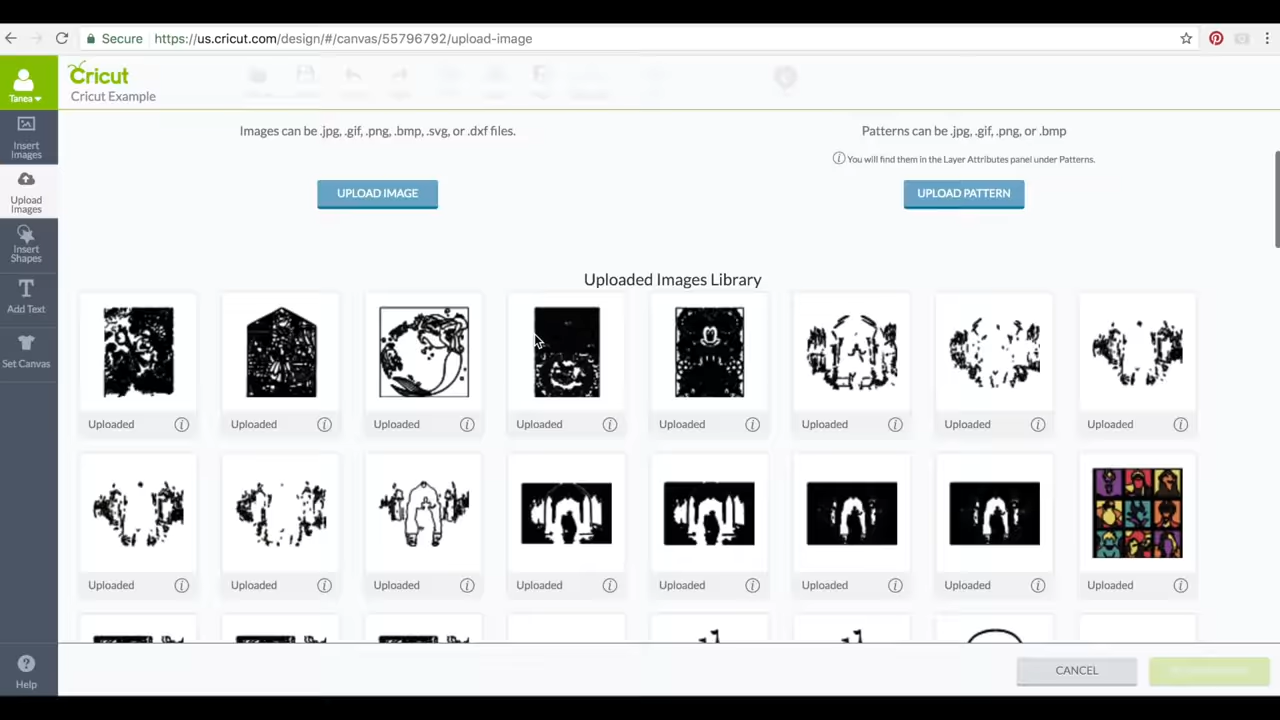 Secure https://us.cricut.com/design/#/canvas/55796792/upload-image
Tanea
Cricut
Cricut Example
Insert
Images
Upload
Images
Insert
Shapes
Add Text
Set Canvas
Help
Images can be .jpg, .gif, .png, .bmp, .svg, or .dxf files.
Patterns can be .jpg, .gif, .png, or .bmp
You will find them in the Layer Attributes panel under Patterns.
UPLOAD IMAGE
UPLOAD PATTERN
Uploaded Images Library
Uploaded Uploaded Uploaded Uploaded Uploaded Uploaded Uploaded Uploaded
Uploaded Uploaded Uploaded Uploaded Uploaded Uploaded Uploaded Uploaded
CANCEL